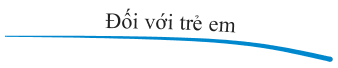 Đối với trẻ em